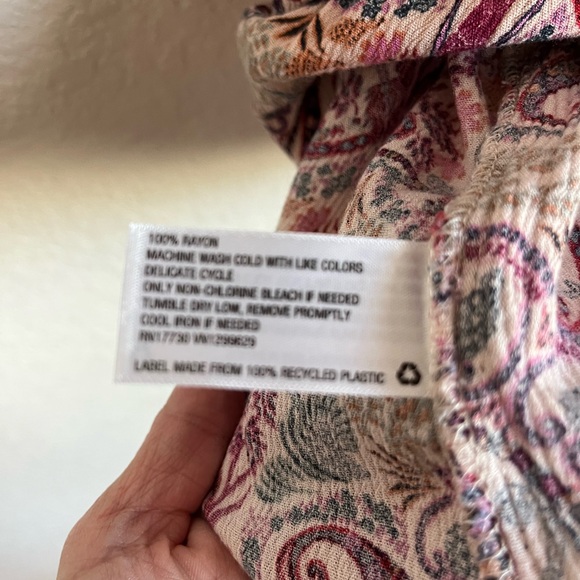 100% RAYON
MACHINE WASH COLD WITH LIKE COLORS
DELICATE CYCLE
ONLY NON-CHLORINE BLEACH IF NEEDED
TUMBLE DRY LOW, REMOVE PROMPTLY
COOL IRON IF NEEDED
RN17730
LABEL MADE FROM 100% RECYCLED PLASTIC